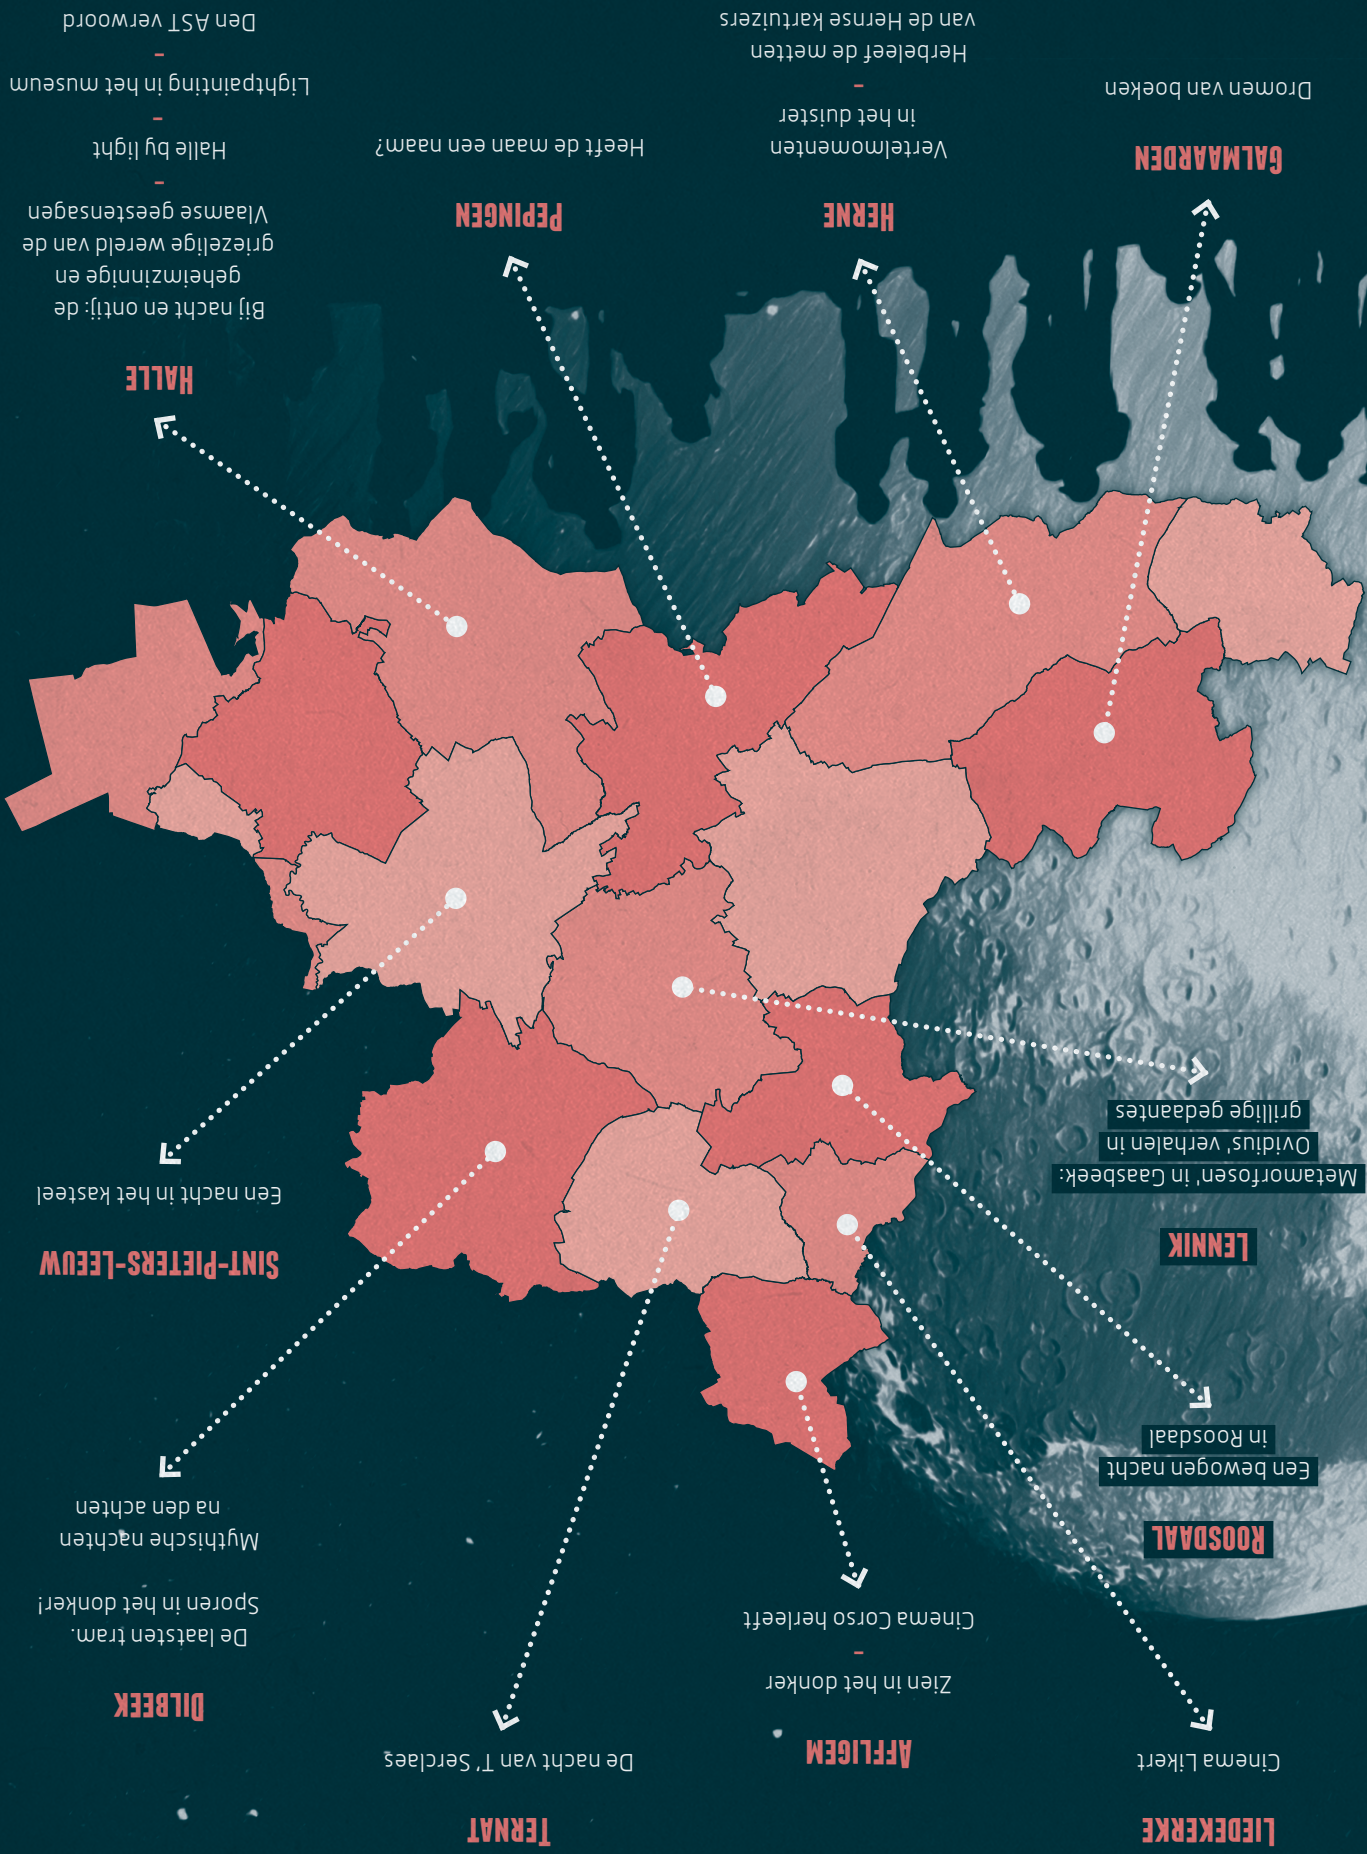 LIEDEKERKE
Cinema Likert
AFFLIGEM
Zien in het donker
–
Cinema Corso herleeft
TERNAT
De nacht van T' Serclaes
DILBEEK
De laatsten tram.
Sporen in het donker!
Mythische nachten
na den achten
ROOSDAAL
Een bewogen nacht
in Roosdaal
LENNIK
'Metamorfosen' in Gaasbeek:
Ovidius' verhalen in
grillige gedaantes
SINT-PIETERS-LEEUW
Een nacht in het kasteel
GALMAARDEN
Dromen van boeken
HERNE
Vertelmomenten
in het duister
–
Herbeleef de metten
van de Hernse kartuizers
PEPINGEN
Heeft de maan een naam?
HALLE
Bij nacht en ontij: de
geheimzinnige en
griezelige wereld van de
Vlaamse geestensagen
–
Halle by light
–
Lightpainting in het museum
–
Den AST verwoord